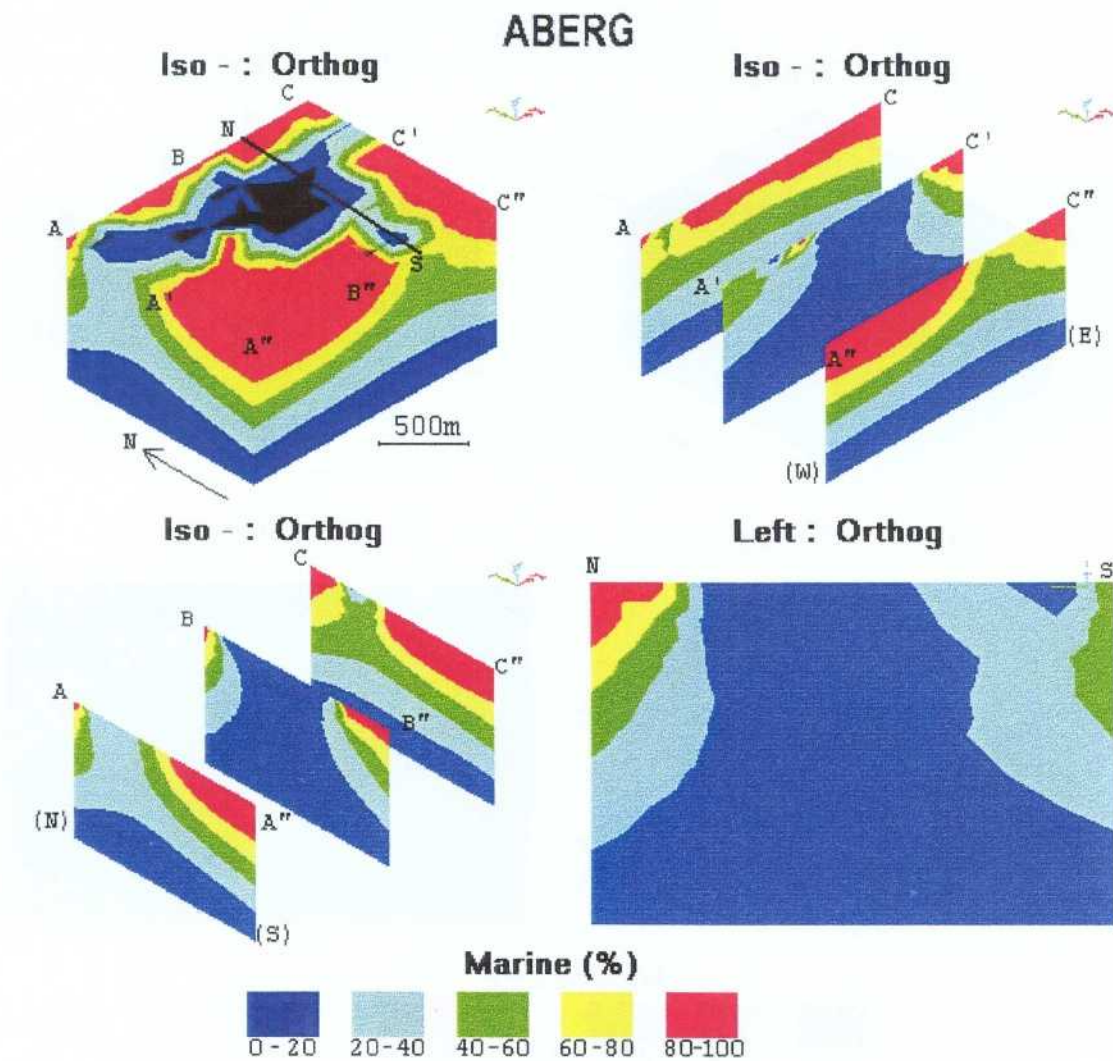 ABERG
Iso - : Orthog
C
N
C'
B
C"
A
S
A'
B"
A"
500m
N
Iso - : Orthog
C
C'
C"
A
A'
(E)
A"
(W)
Iso - : Orthog
C
B
C"
A
B"
(N)
A"
(S)
Left : Orthog
N
S
Marine (%)
0-20 20-40 40-60 60-80 80-100